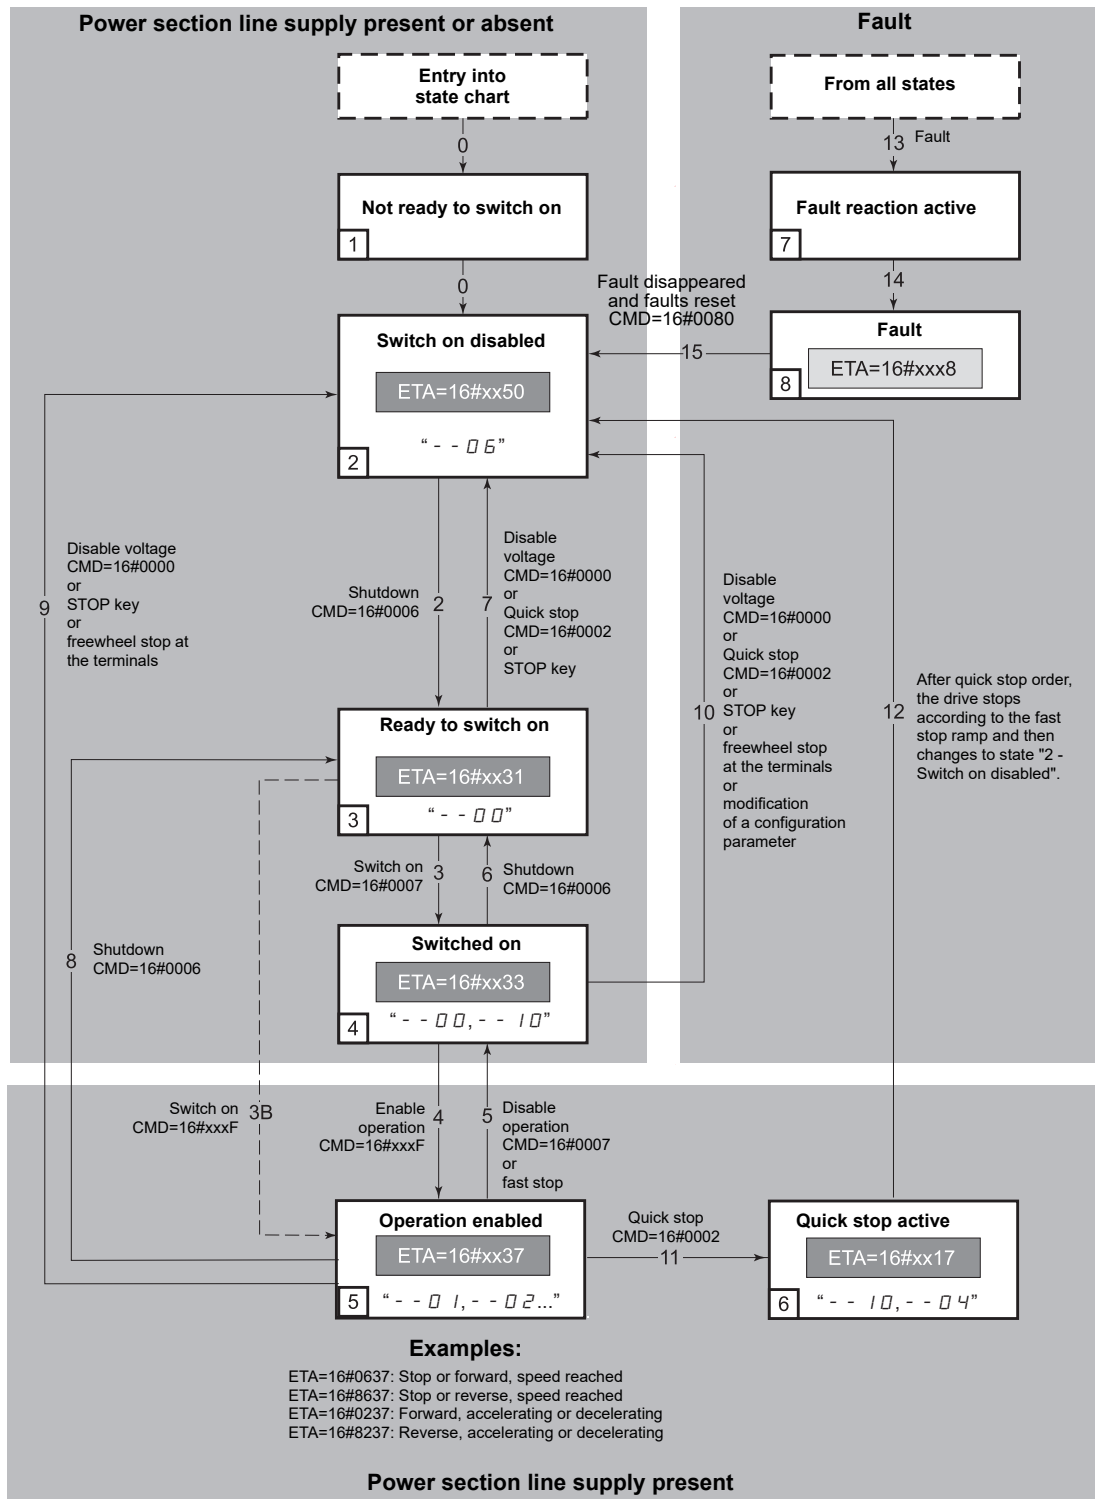 Power section line supply present or absent
Entry into
state chart
0
Not ready to switch on
1
0
Switch on disabled
ETA=16#xx50
“- - 06”
2
Fault
From all states
13 Fault
Fault reaction active
7
14
Fault
ETA=16#xxx8
8
Fault disappeared
and faults reset
CMD=16#0080
15
9
Disable voltage
CMD=16#0000
or
STOP key
or
freewheel stop at
the terminals
Shutdown
CMD=16#0006
2
7
Disable
voltage
CMD=16#0000
or
Quick stop
CMD=16#0002
or
STOP key
10
Disable
voltage
CMD=16#0000
or
Quick stop
CMD=16#0002
or
STOP key
or
freewheel stop
at the terminals
or
modification
of a configuration
parameter
12
After quick stop order,
the drive stops
according to the fast
stop ramp and then
changes to state "2 -
Switch on disabled".
Ready to switch on
ETA=16#xx31
“- - 00”
3
Switch on
CMD=16#0007
3
6
Shutdown
CMD=16#0006
Switched on
ETA=16#xx33
“- - 00, - - 10”
4
8
Shutdown
CMD=16#0006
Switch on
CMD=16#xxxF
3B
Enable
operation
CMD=16#xxxF
4
5
Disable
operation
CMD=16#0007
or
fast stop
Operation enabled
ETA=16#xx37
“- - 01, - - 02...”
5
Quick stop
CMD=16#0002
11
Quick stop active
ETA=16#xx17
“- - 10, - - 04”
6
Examples:
ETA=16#0637: Stop or forward, speed reached
ETA=16#8637: Stop or reverse, speed reached
ETA=16#0237: Forward, accelerating or decelerating
ETA=16#8237: Reverse, accelerating or decelerating
Power section line supply present